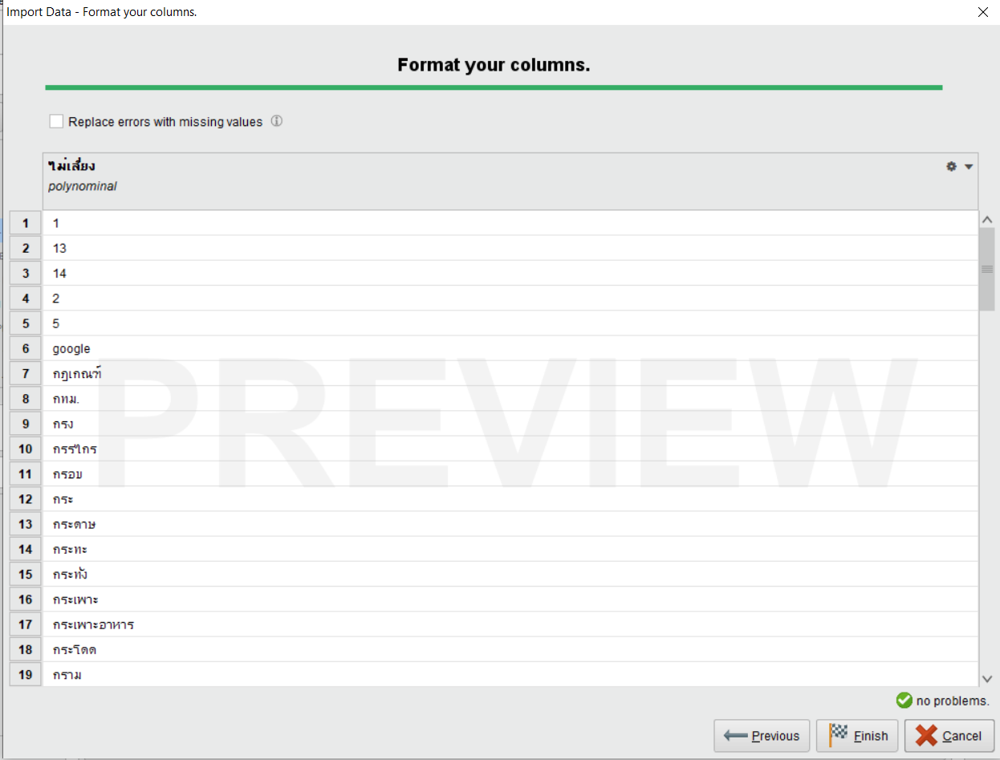 Import Data - Format your columns.
Format your columns.
Replace errors with missing values
ไม่เสี่ยง
polynominal
1 1
2 13
3 14
4 2
5 5
6 google
7 กฎเกณฑ์
8 กทม.
9 กรง
10 กรรไกร
11 กรอบ
12 กระ
13 กระดาษ
14 กระทะ
15 กระทั่ง
16 กระเพาะ
17 กระเพาะอาหาร
18 กระโดด
19 กราม
PREVIEW
no problems.
Previous
Finish
Cancel